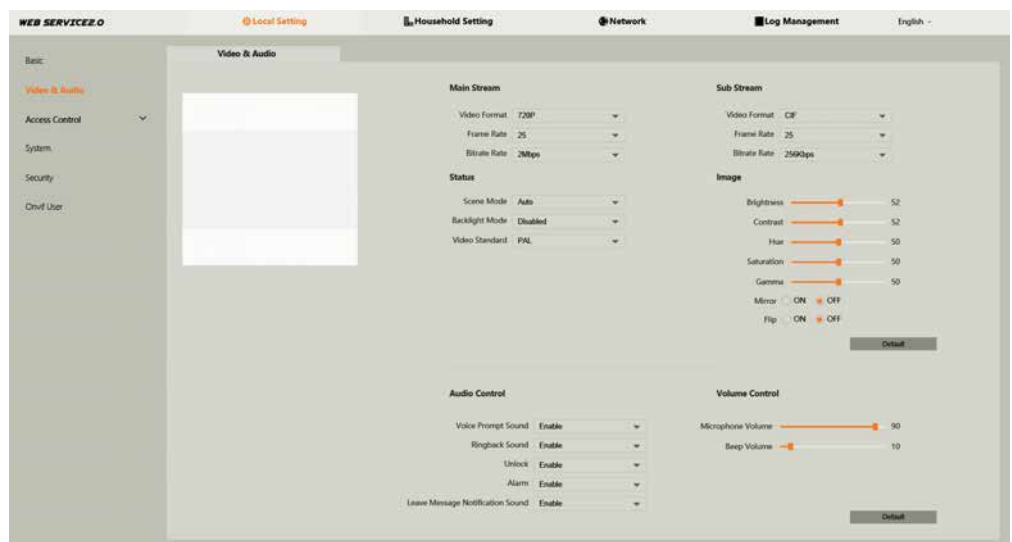 WEB SERVICE2.0
Local Setting
Household Setting
Network
Log Management
English
Basic
Video & Audio
Access Control
System
Security
Onvif User
Video & Audio
Main Stream
Video Format 720P
Frame Rate 25
Bitrate Rate 2Mbps
Status
Scene Mode Auto
Backlight Mode Disabled
Video Standard PAL
Sub Stream
Video Format CIF
Frame Rate 25
Bitrate Rate 256Kbps
Image
Brightness 52
Contrast 52
Hue 50
Saturation 50
Gamma 50
Mirror ON OFF
Flip ON OFF
Default
Audio Control
Voice Prompt Sound Enable
Ringback Sound Enable
Unlock Enable
Alarm Enable
Leave Message Notification Sound Enable
Volume Control
Microphone Volume 90
Beep Volume 10
Default